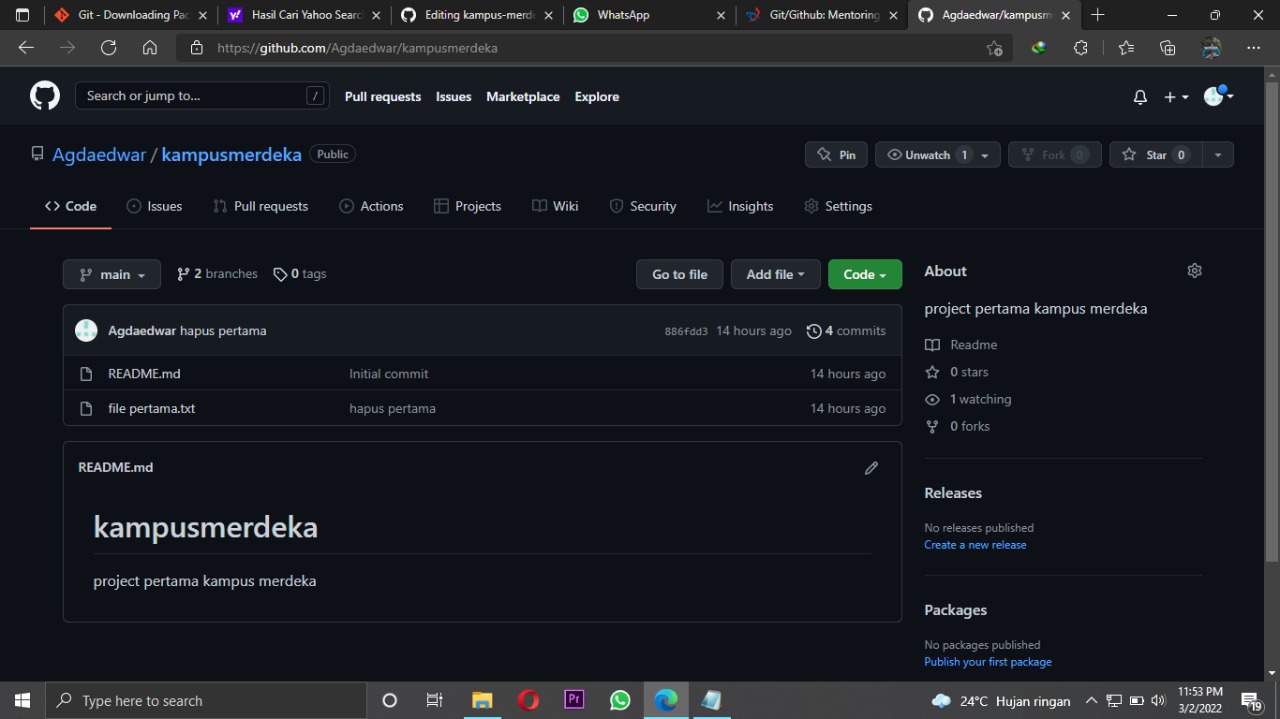 Git - Downloading Pac
Hasil Cari Yahoo Searc
Editing kampus-merde
WhatsApp
Git/Github: Mentoring
Agdaedwar/kampusm
https://github.com/Agdaedwar/kampusmerdeka
Search or jump to... /
Pull requests Issues Marketplace Explore
Agdaedwar / kampusmerdeka Public
Pin Unwatch 1 Fork 0 Star 0
Code Issues Pull requests Actions Projects Wiki Security Insights Settings
main 2 branches 0 tags Go to file Add file Code
Agdaedwar hapus pertama 886fdd3 14 hours ago 4 commits
README.md Initial commit 14 hours ago
file pertama.txt hapus pertama 14 hours ago
README.md
kampusmerdeka
project pertama kampus merdeka
About
project pertama kampus merdeka
Readme
0 stars
1 watching
0 forks
Releases
No releases published
Create a new release
Packages
No packages published
Publish your first package
Type here to search
Pr
24°C Hujan ringan
11:53 PM
3/2/2022
19